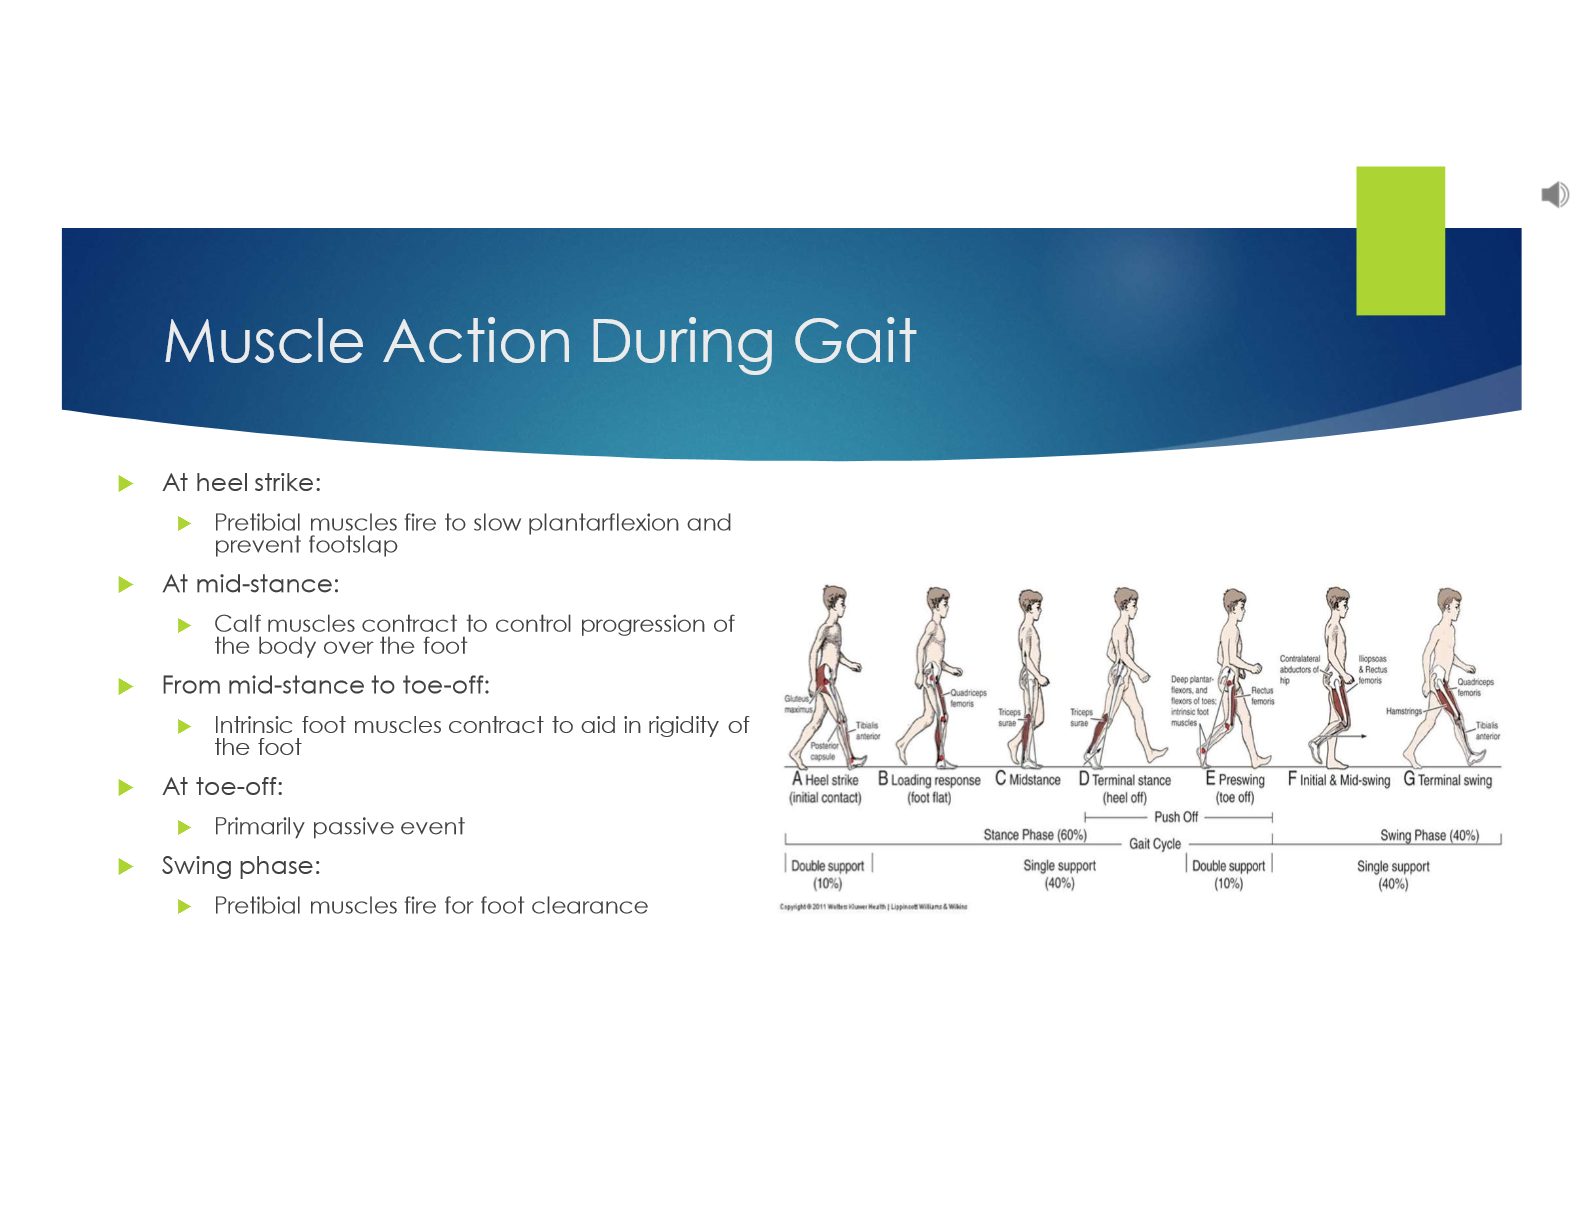 Muscle Action During Gait
At heel strike:
Pretibial muscles fire to slow plantarflexion and
prevent footslap
At mid-stance:
Calf muscles contract to control progression of
the body over the foot
From mid-stance to toe-off:
Intrinsic foot muscles contract to aid in rigidity of
the foot
At toe-off:
Primarily passive event
Swing phase:
Pretibial muscles fire for foot clearance
Gluteus
maximus
Posterior
capsule
Tibialis
anterior
Quadriceps
femoris
Triceps
surae
Triceps
surae
Deep plantar-
flexors, and
flexors of toes;
intrinsic foot
muscles
Rectus
femoris
Contralateral
abductors of
hip
Iliopsoas
& Rectus
femoris
Hamstrings
Quadriceps
femoris
Tibialis
anterior
A Heel strike
(initial contact)
B Loading response
(foot flat)
C Midstance
D Terminal stance
(heel off)
E Preswing
(toe off)
F Initial & Mid-swing
G Terminal swing
Push Off
Stance Phase (60%)
Gait Cycle
Swing Phase (40%)
Double support
(10%)
Single support
(40%)
Double support
(10%)
Single support
(40%)
Copyright © 2011 Wolters Kluwer Health | Lippincott Williams & Wilkins